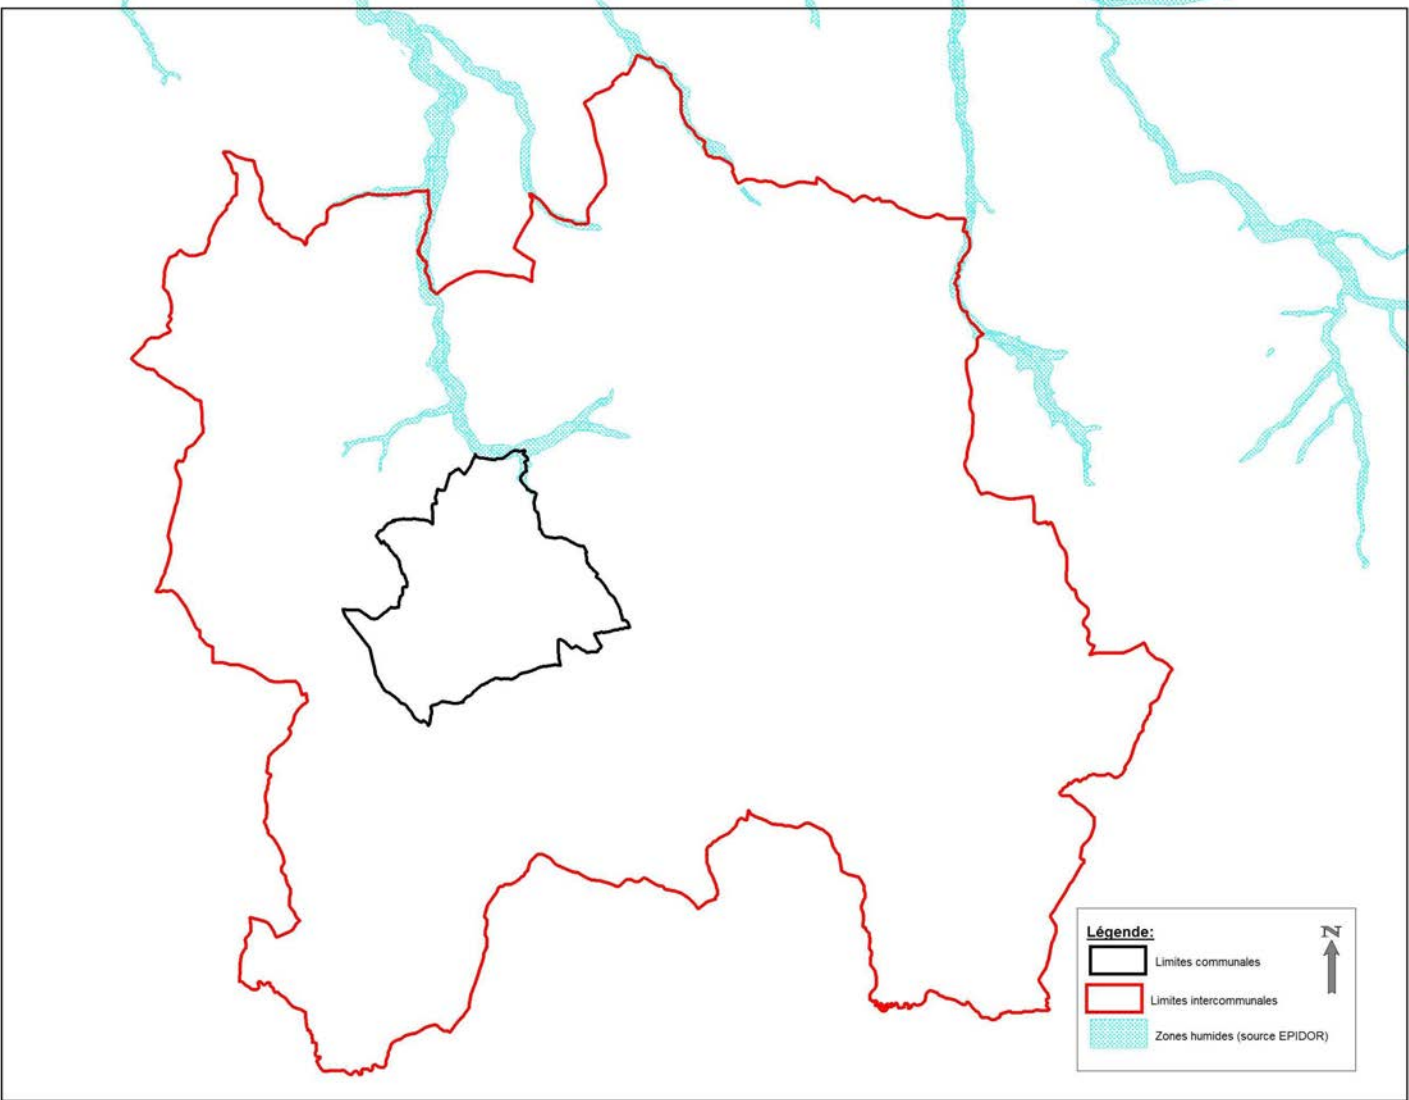 Légende:
N
Limites communales
Limites intercommunales
Zones humides (source EPIDOR)